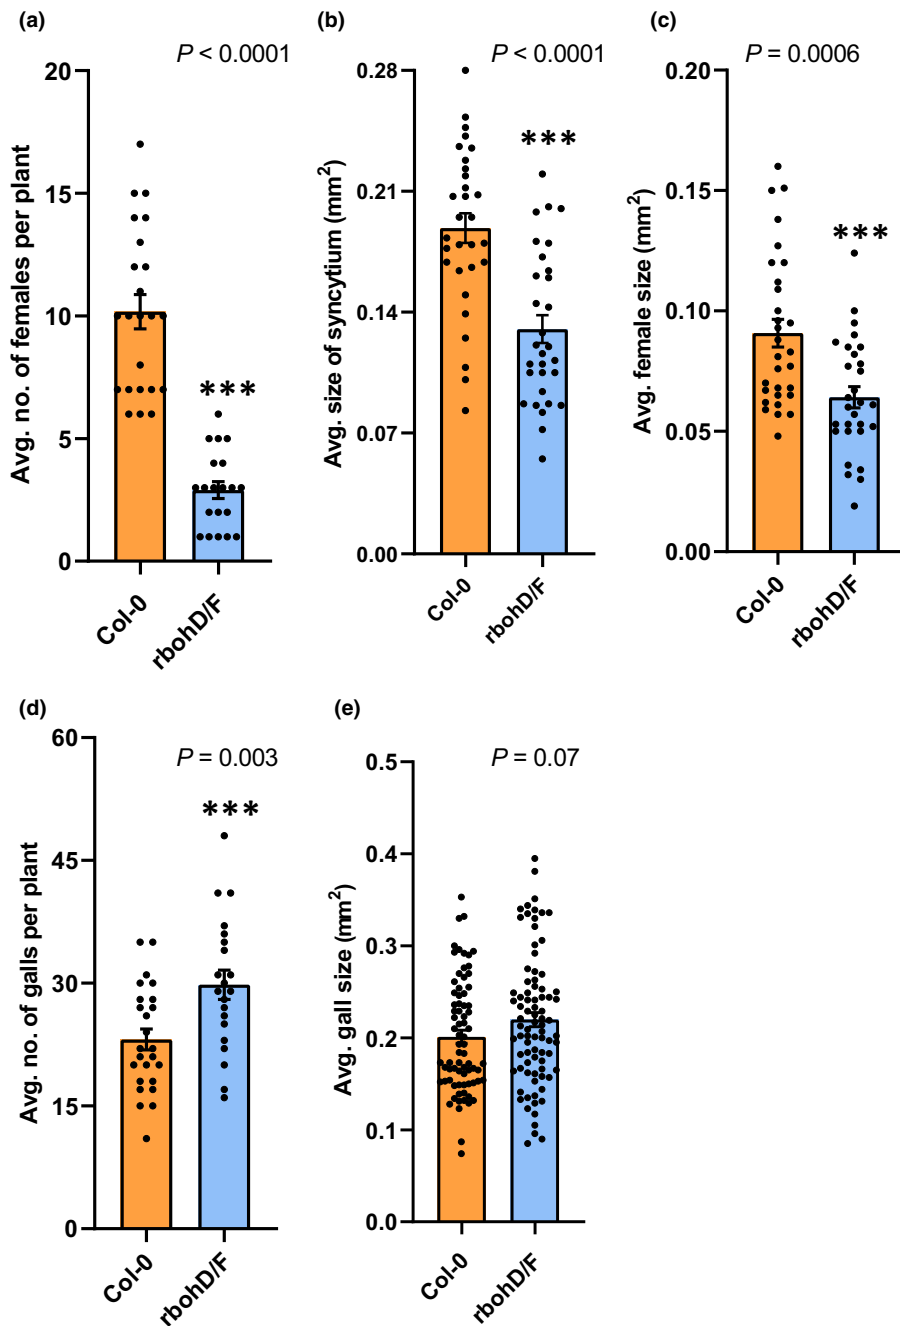 (a)
P < 0.0001
Avg. no. of females per plant
20
15
10
5
0
***
Col-0
rbohD/F
(b)
P < 0.0001
Avg. size of syncytium (mm²)
0.28
0.21
0.14
0.07
0.00
***
Col-0
rbohD/F
(c)
P = 0.0006
Avg. female size (mm²)
0.20
0.15
0.10
0.05
0.00
***
Col-0
rbohD/F
(d)
P = 0.003
Avg. no. of galls per plant
60
45
30
15
0
***
Col-0
rbohD/F
(e)
P = 0.07
Avg. gall size (mm²)
0.5
0.4
0.3
0.2
0.1
0.0
Col-0
rbohD/F